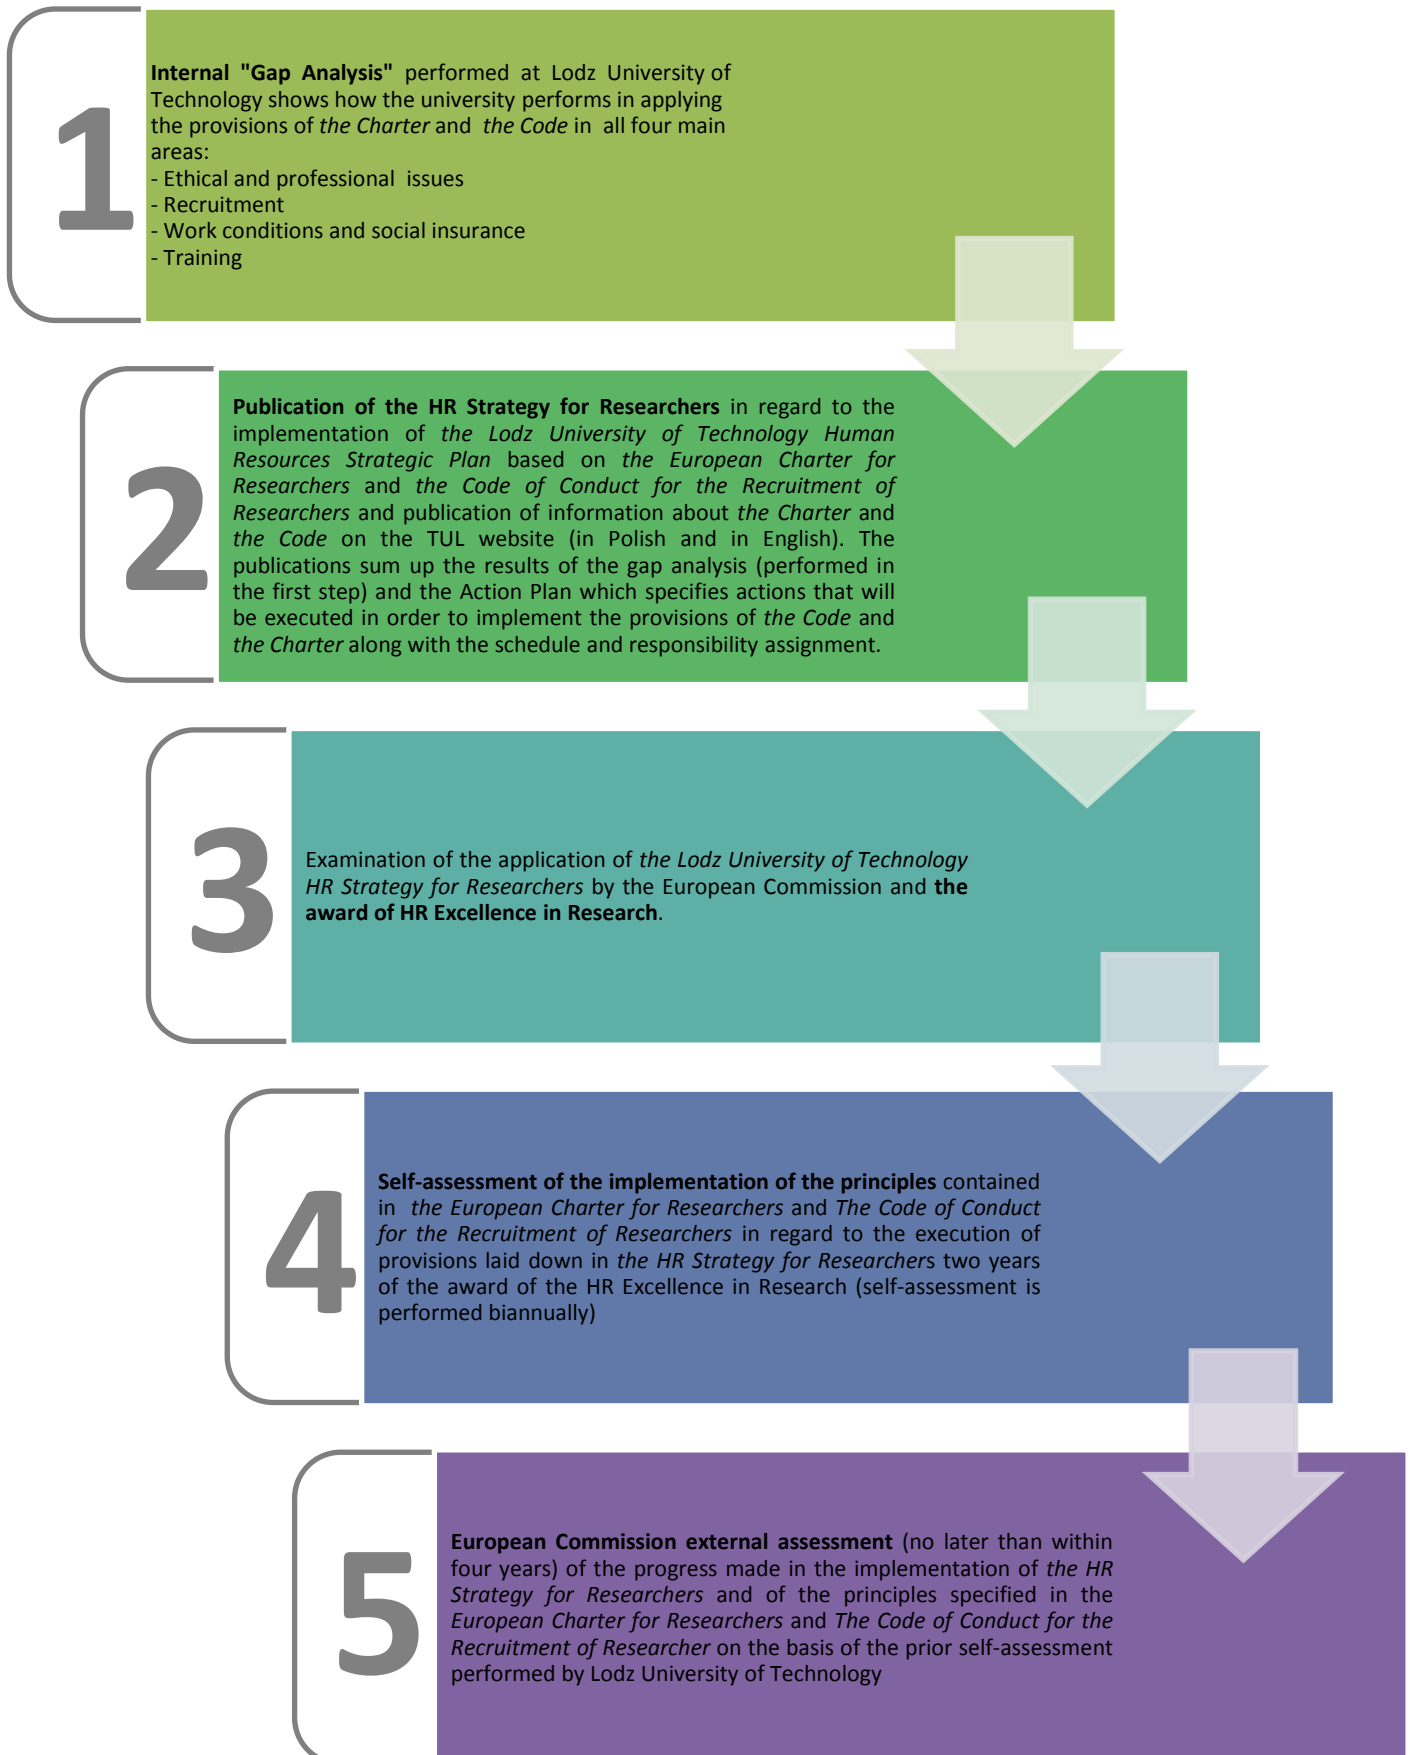 1
Internal "Gap Analysis" performed at Lodz University of
Technology shows how the university performs in applying
the provisions of the Charter and the Code in all four main
areas:
- Ethical and professional issues
- Recruitment
- Work conditions and social insurance
- Training
2
Publication of the HR Strategy for Researchers in regard to the
implementation of the Lodz University of Technology Human
Resources Strategic Plan based on the European Charter for
Researchers and the Code of Conduct for the Recruitment of
Researchers and publication of information about the Charter and
the Code on the TUL website (in Polish and in English). The
publications sum up the results of the gap analysis (performed in
the first step) and the Action Plan which specifies actions that will
be executed in order to implement the provisions of the Code and
the Charter along with the schedule and responsibility assignment.
3
Examination of the application of the Lodz University of Technology
HR Strategy for Researchers by the European Commission and the
award of HR Excellence in Research.
4
Self-assessment of the implementation of the principles contained
in the European Charter for Researchers and The Code of Conduct
for the Recruitment of Researchers in regard to the execution of
provisions laid down in the HR Strategy for Researchers two years
of the award of the HR Excellence in Research (self-assessment is
performed biannually)
5
European Commission external assessment (no later than within
four years) of the progress made in the implementation of the HR
Strategy for Researchers and of the principles specified in the
European Charter for Researchers and The Code of Conduct for the
Recruitment of Researcher on the basis of the prior self-assessment
performed by Lodz University of Technology